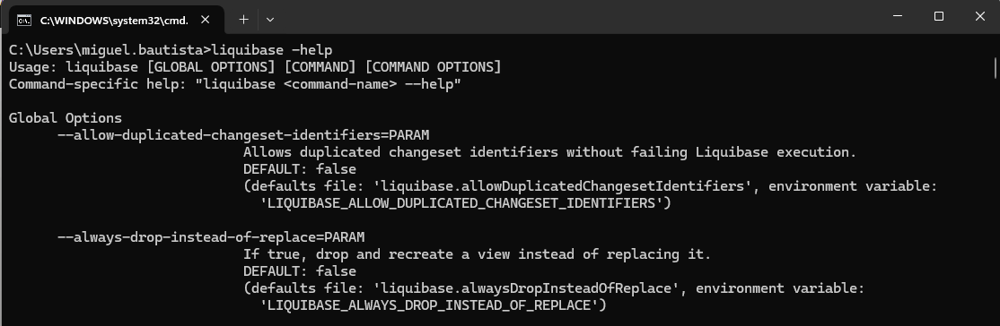 C:\WINDOWS\system32\cmd.
C:\Users\miguel.bautista>liquibase -help
Usage: liquibase [GLOBAL OPTIONS] [COMMAND] [COMMAND OPTIONS]
Command-specific help: "liquibase <command-name> --help"
Global Options
--allow-duplicated-changeset-identifiers=PARAM
Allows duplicated changeset identifiers without failing Liquibase execution.
DEFAULT: false
(defaults file: 'liquibase.allowDuplicatedChangesetIdentifiers', environment variable:
'LIQUIBASE_ALLOW_DUPLICATED_CHANGESET_IDENTIFIERS')
--always-drop-instead-of-replace=PARAM
If true, drop and recreate a view instead of replacing it.
DEFAULT: false
(defaults file: 'liquibase.alwaysDropInsteadOfReplace', environment variable:
'LIQUIBASE_ALWAYS_DROP_INSTEAD_OF_REPLACE')